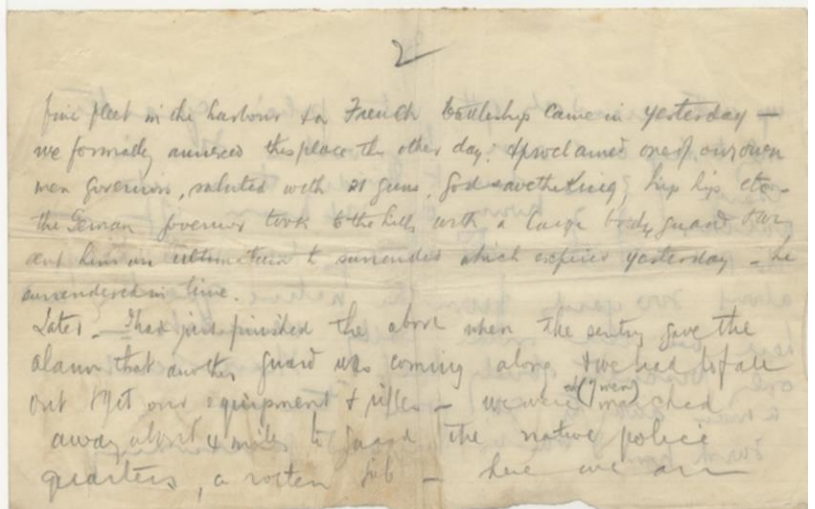 2
fine fleet in the harbour & a French battleship came in yesterday —
we formally annexed this place the other day: & proclaimed one of our own
men Governor, saluted with 21 guns, God save the King, hip hip etc —
the German Governor took to the hills with a large body guard & we
sent him an ultimatum to surrender which expired yesterday — he
surrendered in time.
Later — I had just finished the above when the sentry gave the
alarm that another guard was coming along & we had to fall
out & get our equipment & rifles — we were (7 men) marched
away about 4 miles to guard the native police
quarters, a rotten job — here we are